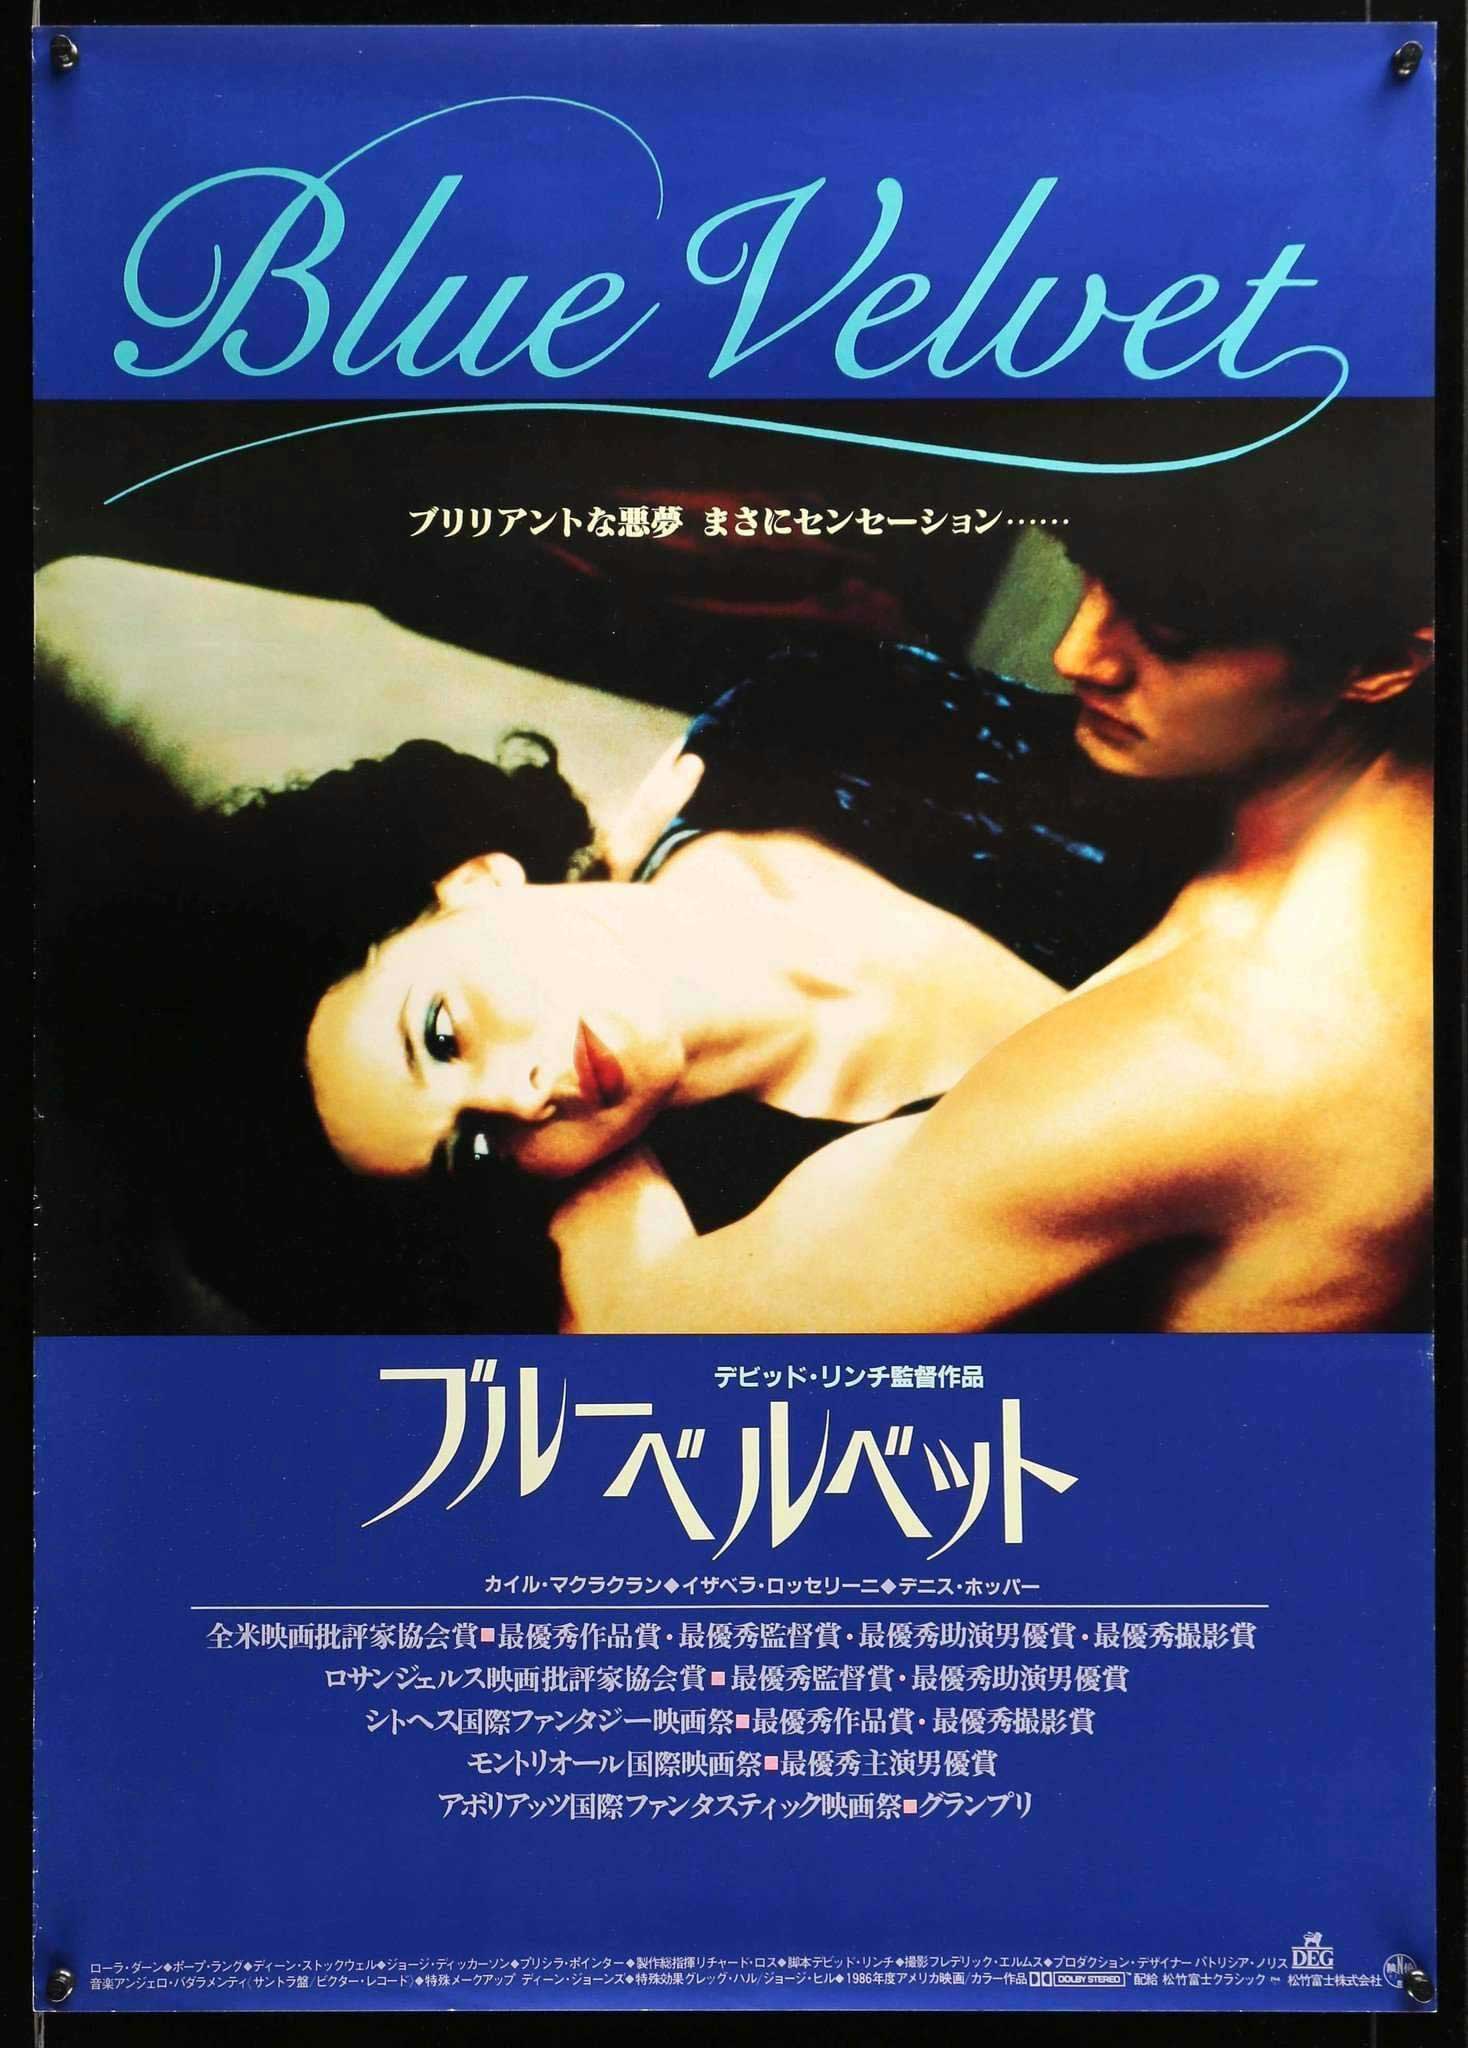 Blue Velvet
ブリリアントな悪夢 まさにセンセーション……
デビッド・リンチ監督作品
ブルーベルベット
カイル・マクラクラン◆イザベラ・ロッセリーニ◆デニス・ホッパー
全米映画批評家協会賞■最優秀作品賞・最優秀監督賞・最優秀助演男優賞・最優秀撮影賞
ロサンジェルス映画批評家協会賞■最優秀監督賞・最優秀助演男優賞
シトヘス国際ファンタジー映画祭■最優秀作品賞・最優秀撮影賞
モントリオール国際映画祭■最優秀主演男優賞
アボリアッツ国際ファンタスティック映画祭■グランプリ
ローラ・ダーン◆ホープ・ラング◆ディーン・ストックウェル◆ジョージ・ディッカーソン◆プリシラ・ポインター◆製作総指揮リチャード・ロス◆脚本デビッド・リンチ◆撮影フレデリック・エルムス◆プロダクション・デザイナー パトリシア・ノリス DEG
音楽アンジェロ・バダラメンティ(サントラ盤/ビクター・レコード)◆特殊メークアップ ディーン・ジョーンズ◆特殊効果グレッグ・ハル/ジョージ・ヒル◆1986年度アメリカ映画/カラー作品 DOLBY STEREO™ 配給 松竹富士クラシック 松竹富士株式会社